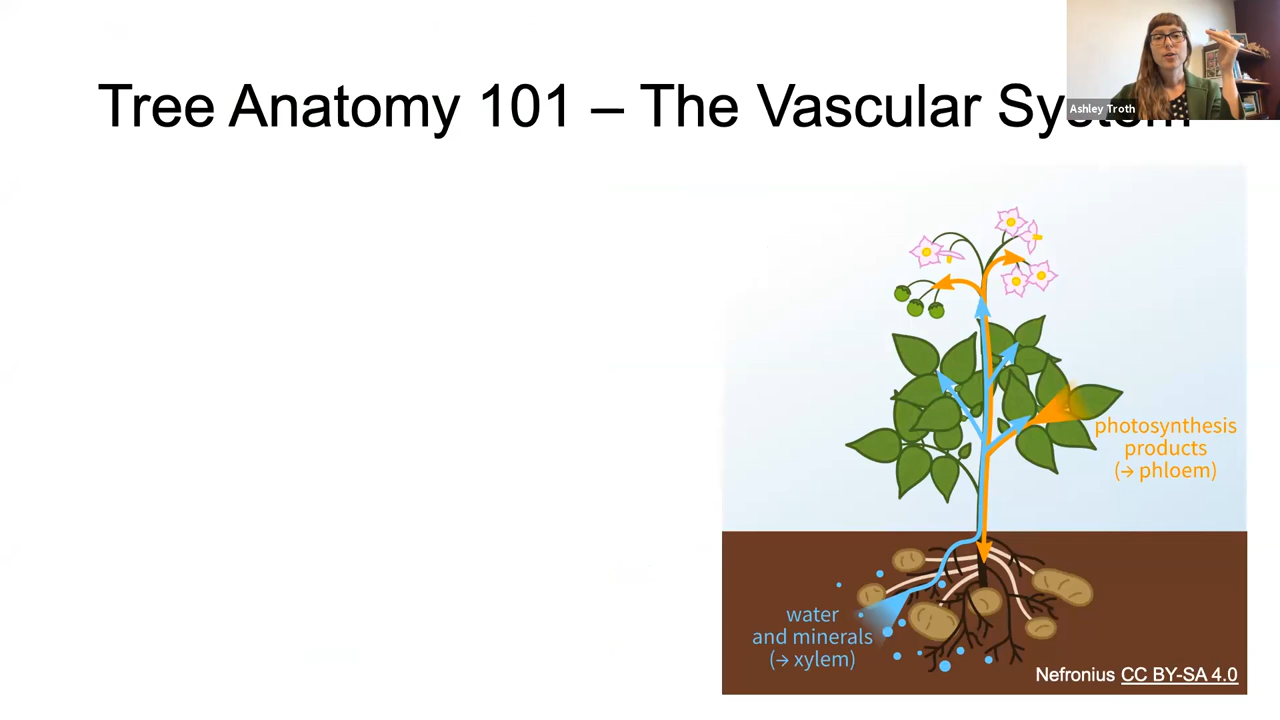 Tree Anatomy 101 – The Vascular System
Ashley Troth
photosynthesis
products
(→ phloem)
water
and minerals
(→ xylem)
Nefronius CC BY-SA 4.0